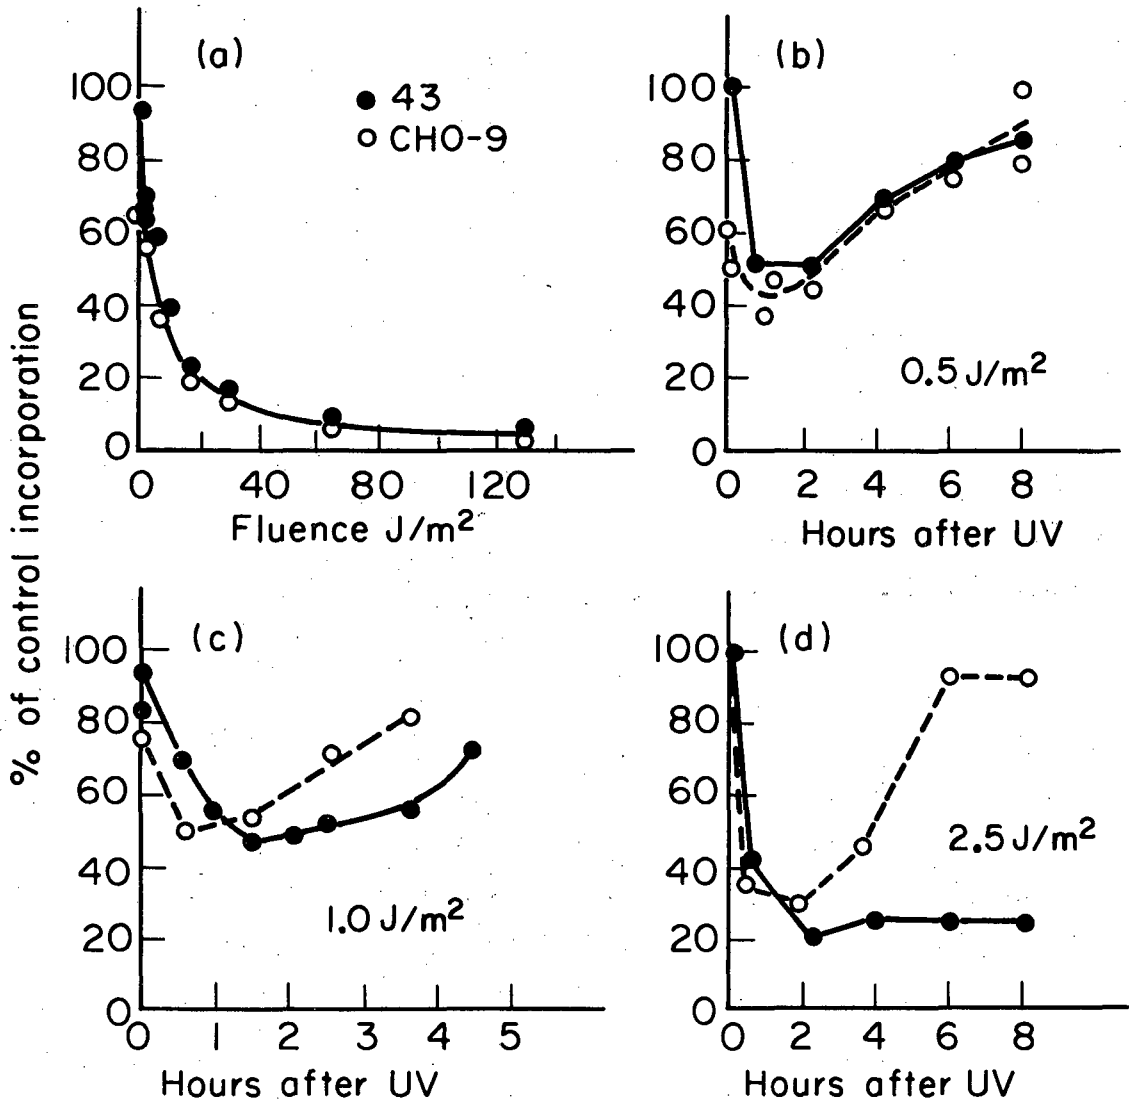 % of control incorporation
(a)
● 43
○ CHO-9
100
80
60
40
20
0
0 40 80 120
Fluence J/m²
(b)
100
80
60
40
20
0
0.5 J/m²
0 2 4 6 8
Hours after UV
(c)
100
80
60
40
20
0
1.0 J/m²
0 1 2 3 4 5
Hours after UV
(d)
100
80
60
40
20
0
2.5 J/m²
0 2 4 6 8
Hours after UV